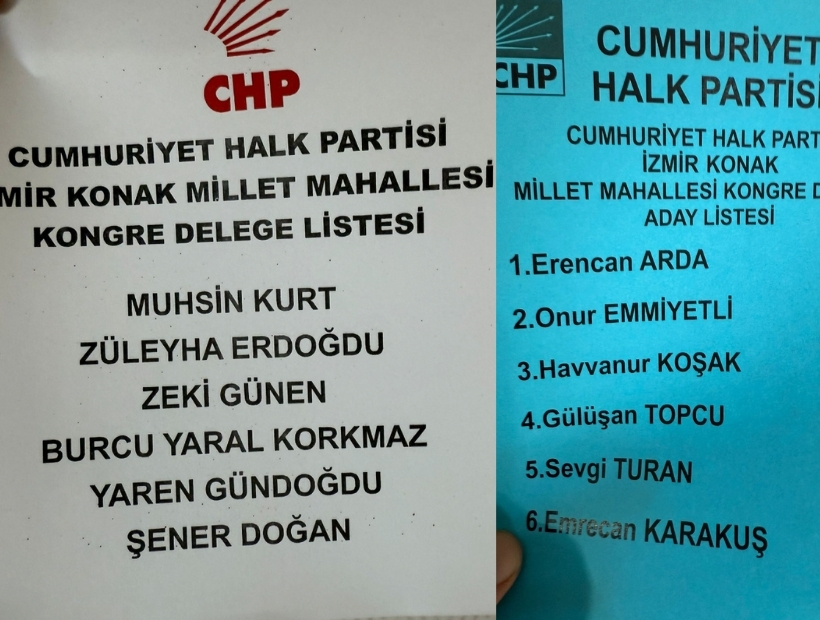 CHP
CUMHURİYET HALK PARTİSİ
MİR KONAK MİLLET MAHALLESİ
KONGRE DELEGE LİSTESİ
MUHSİN KURT
ZÜLEYHA ERDOĞDU
ZEKİ GÜNEN
BURCU YARAL KORKMAZ
YAREN GÜNDOĞDU
ŞENER DOĞAN
CHP
CUMHURİYET
HALK PARTİSİ
CUMHURİYET HALK PART
İZMİR KONAK
MİLLET MAHALLESİ KONGRE D
ADAY LİSTESİ
1.Erencan ARDA
2.Onur EMMİYETLİ
3.Havvanur KOŞAK
4.Gülüşan TOPCU
5.Sevgi TURAN
6.Emrecan KARAKUŞ